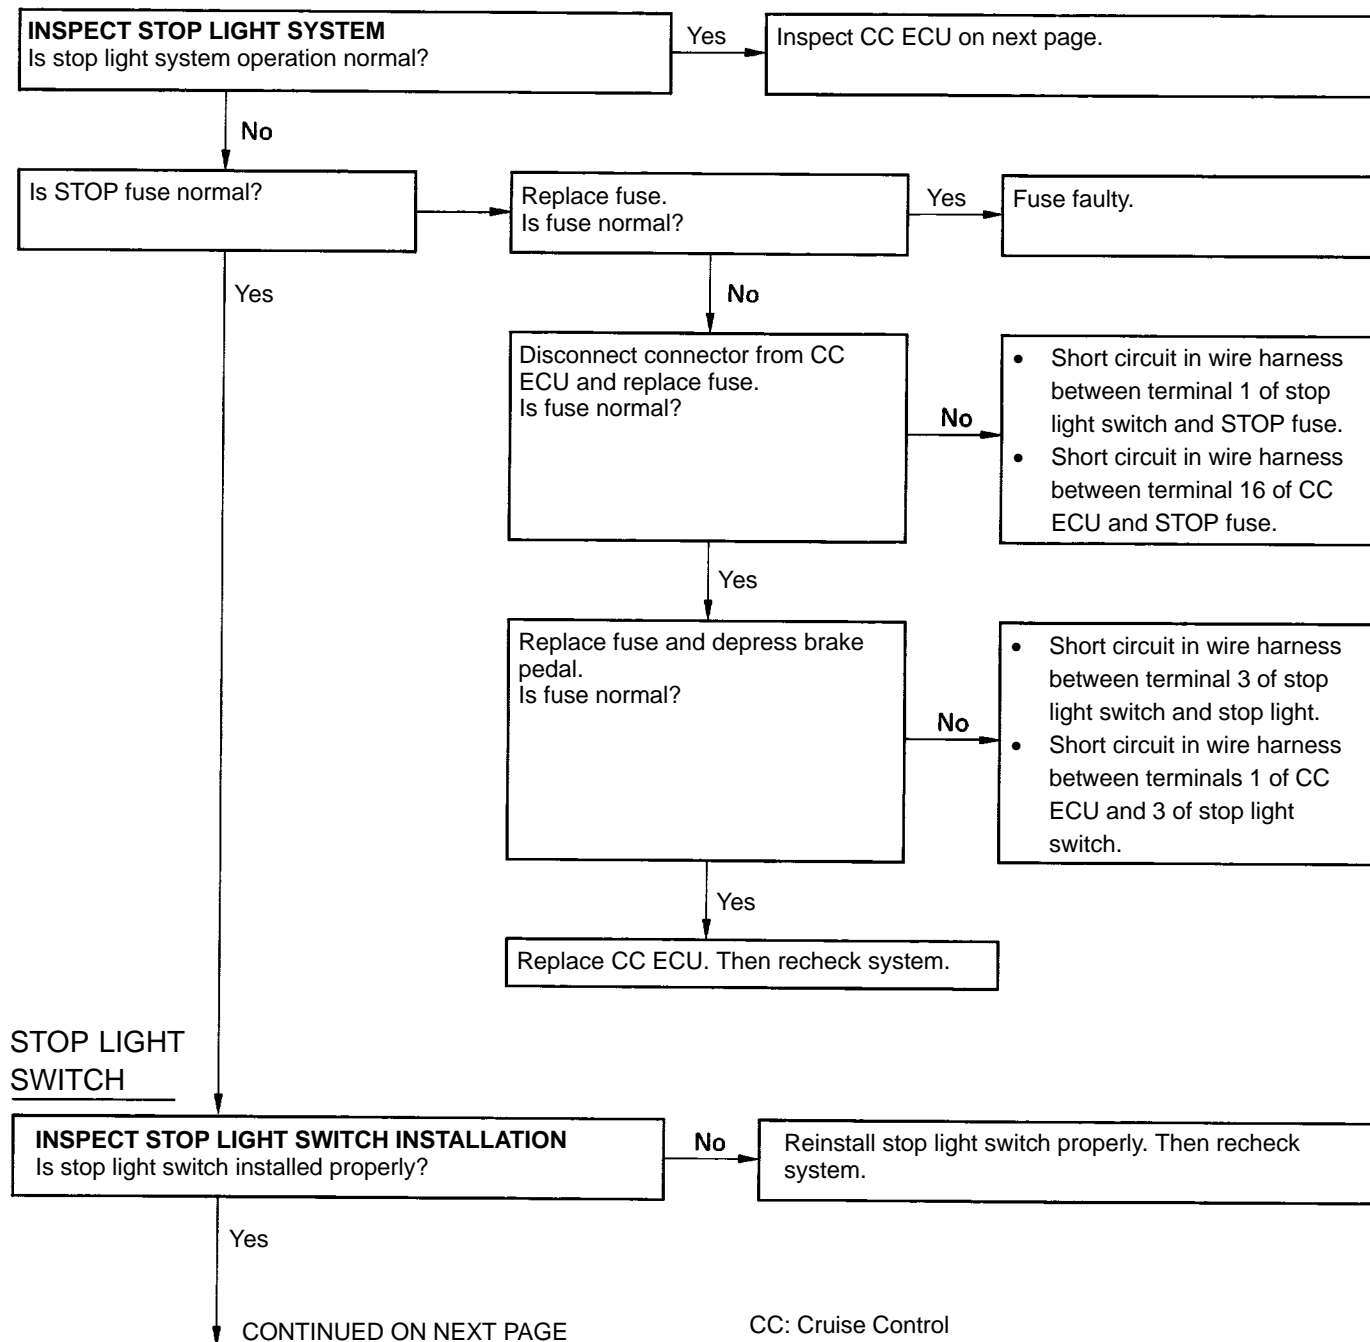 INSPECT STOP LIGHT SYSTEM
Is stop light system operation normal?
Yes
Inspect CC ECU on next page.
No
Is STOP fuse normal?
Replace fuse.
Is fuse normal?
Yes
Fuse faulty.
Yes
No
Disconnect connector from CC
ECU and replace fuse.
Is fuse normal?
No
• Short circuit in wire harness
between terminal 1 of stop
light switch and STOP fuse.
• Short circuit in wire harness
between terminal 16 of CC
ECU and STOP fuse.
Yes
Replace fuse and depress brake
pedal.
Is fuse normal?
No
• Short circuit in wire harness
between terminal 3 of stop
light switch and stop light.
• Short circuit in wire harness
between terminals 1 of CC
ECU and 3 of stop light
switch.
Yes
Replace CC ECU. Then recheck system.
STOP LIGHT
SWITCH
INSPECT STOP LIGHT SWITCH INSTALLATION
Is stop light switch installed properly?
No
Reinstall stop light switch properly. Then recheck
system.
Yes
CONTINUED ON NEXT PAGE
CC: Cruise Control